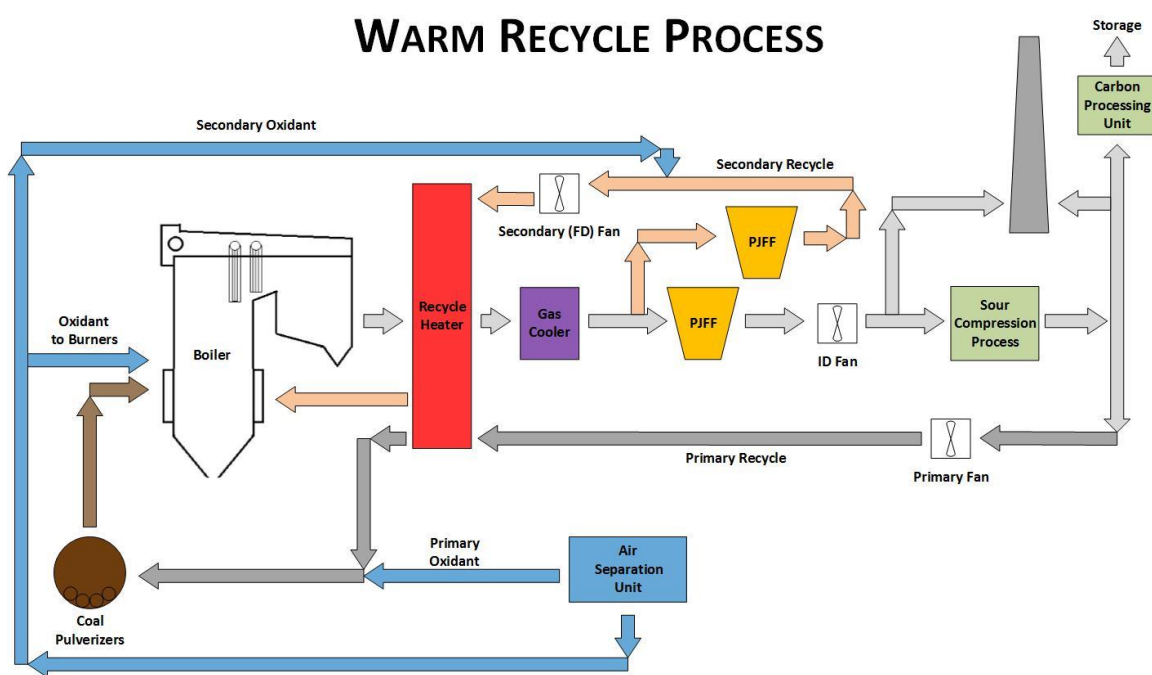 WARM RECYCLE PROCESS
Storage
Carbon
Processing
Unit
Secondary Oxidant
Secondary Recycle
Secondary (FD) Fan
PJFF
Oxidant
to Burners
Boiler
Recycle
Heater
Gas
Cooler
PJFF
ID Fan
Sour
Compression
Process
Primary Recycle
Primary Fan
Primary
Oxidant
Air
Separation
Unit
Coal
Pulverizers